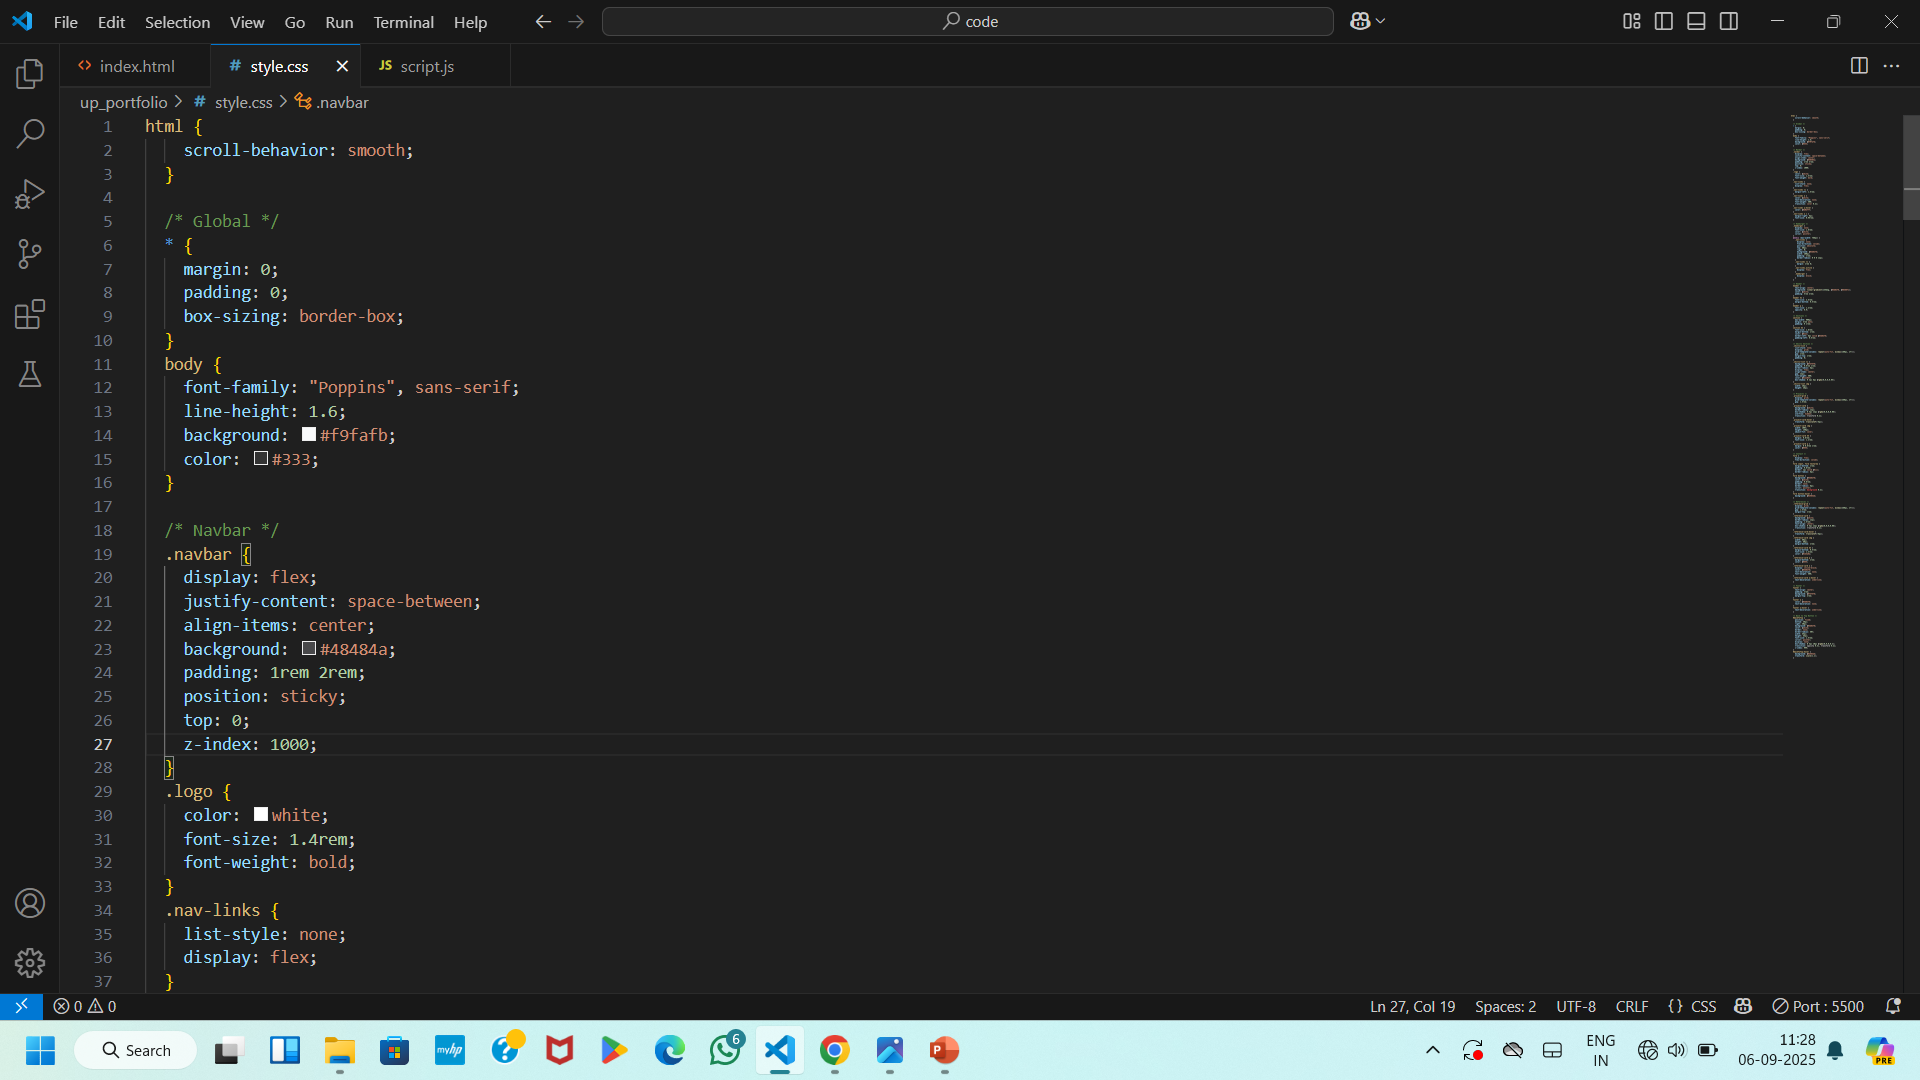 File Edit Selection View Go Run Terminal Help
code
index.html
# style.css
JS script.js
up_portfolio > # style.css > .navbar
1 html {
2 scroll-behavior: smooth;
3 }
4
5 /* Global */
6 * {
7 margin: 0;
8 padding: 0;
9 box-sizing: border-box;
10 }
11 body {
12 font-family: "Poppins", sans-serif;
13 line-height: 1.6;
14 background: #f9fafb;
15 color: #333;
16 }
17
18 /* Navbar */
19 .navbar {
20 display: flex;
21 justify-content: space-between;
22 align-items: center;
23 background: #48484a;
24 padding: 1rem 2rem;
25 position: sticky;
26 top: 0;
27 z-index: 1000;
28 }
29 .logo {
30 color: white;
31 font-size: 1.4rem;
32 font-weight: bold;
33 }
34 .nav-links {
35 list-style: none;
36 display: flex;
37 }
0 0 Ln 27, Col 19 Spaces: 2 UTF-8 CRLF {} CSS Port : 5500
Search
myhp
6
ENG
IN
11:28
06-09-2025
PRE